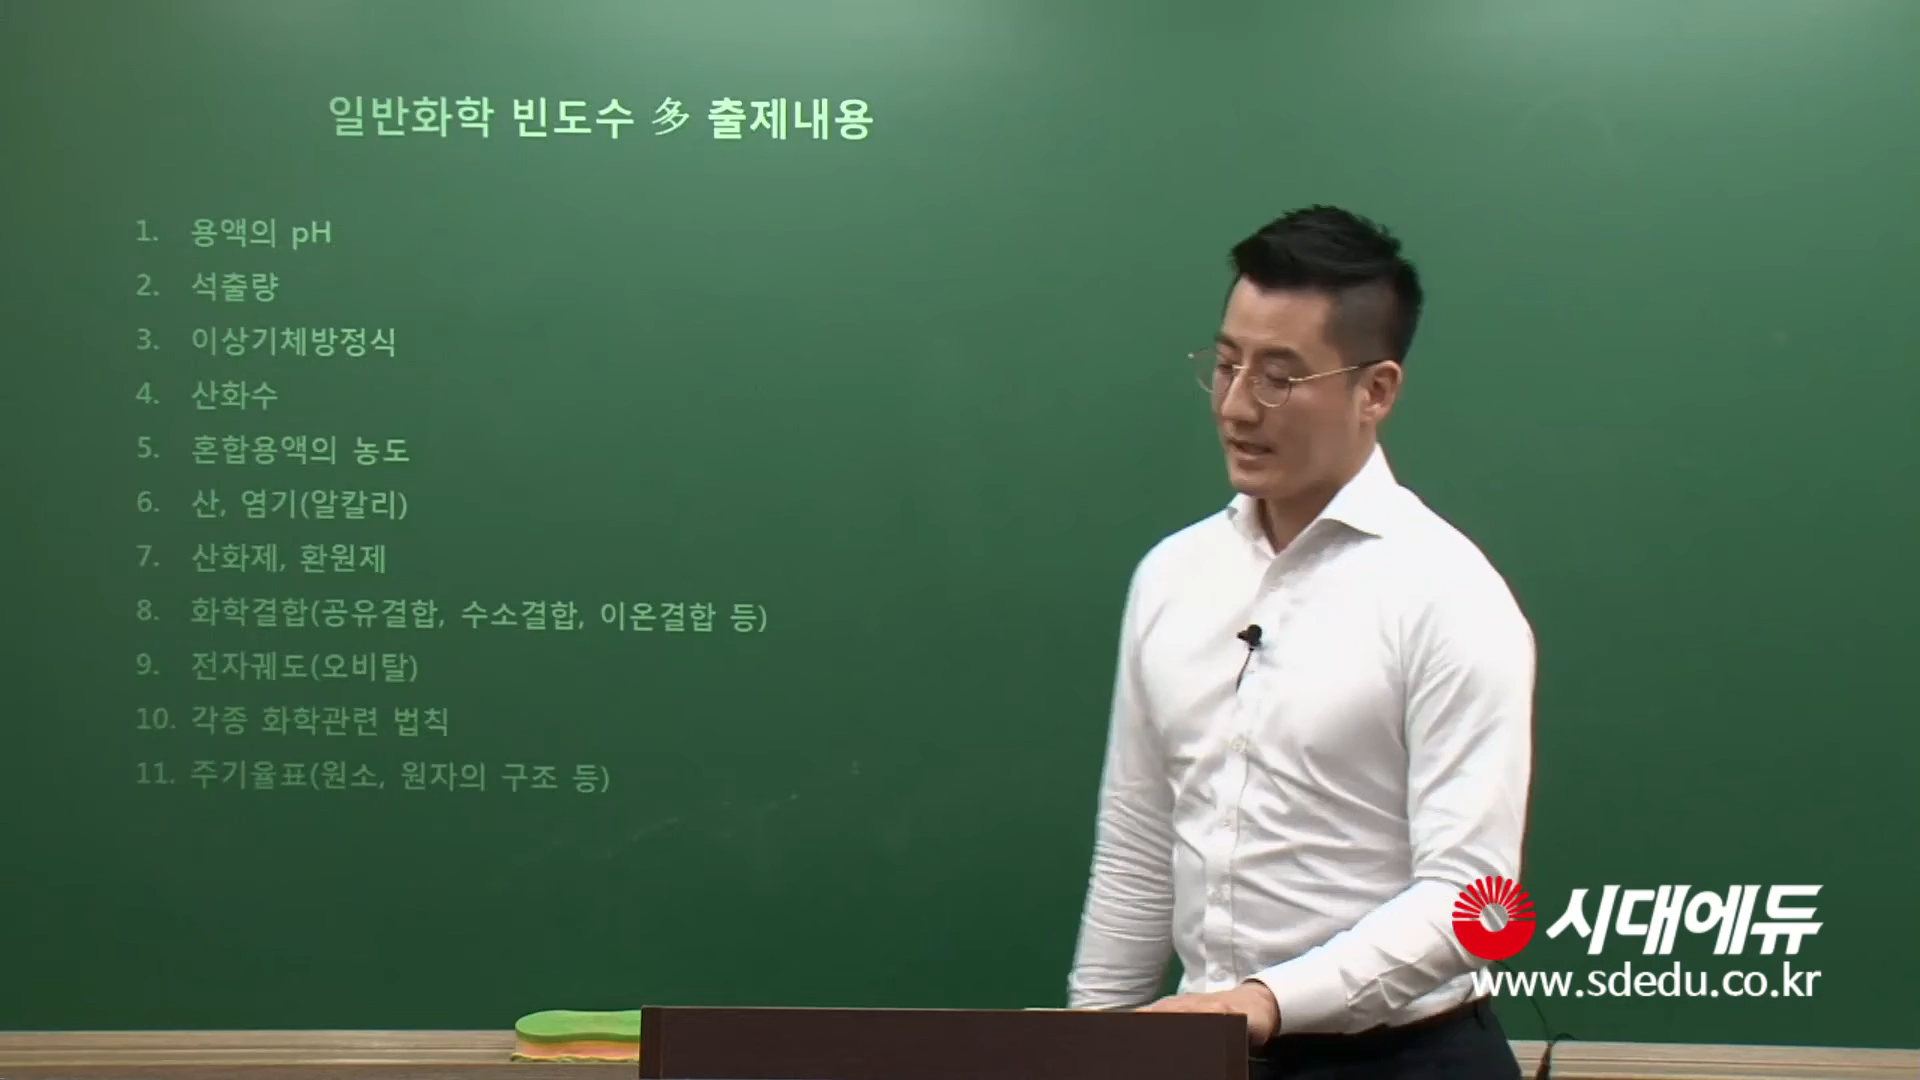 일반화학 빈도수 多 출제내용
1. 용액의 pH
2. 석출량
3. 이상기체방정식
4. 산화수
5. 혼합용액의 농도
6. 산, 염기(알칼리)
7. 산화제, 환원제
8. 화학결합(공유결합, 수소결합, 이온결합 등)
9. 전자궤도(오비탈)
10. 각종 화학관련 법칙
11. 주기율표(원소, 원자의 구조 등)
시대에듀
www.sdedu.co.kr